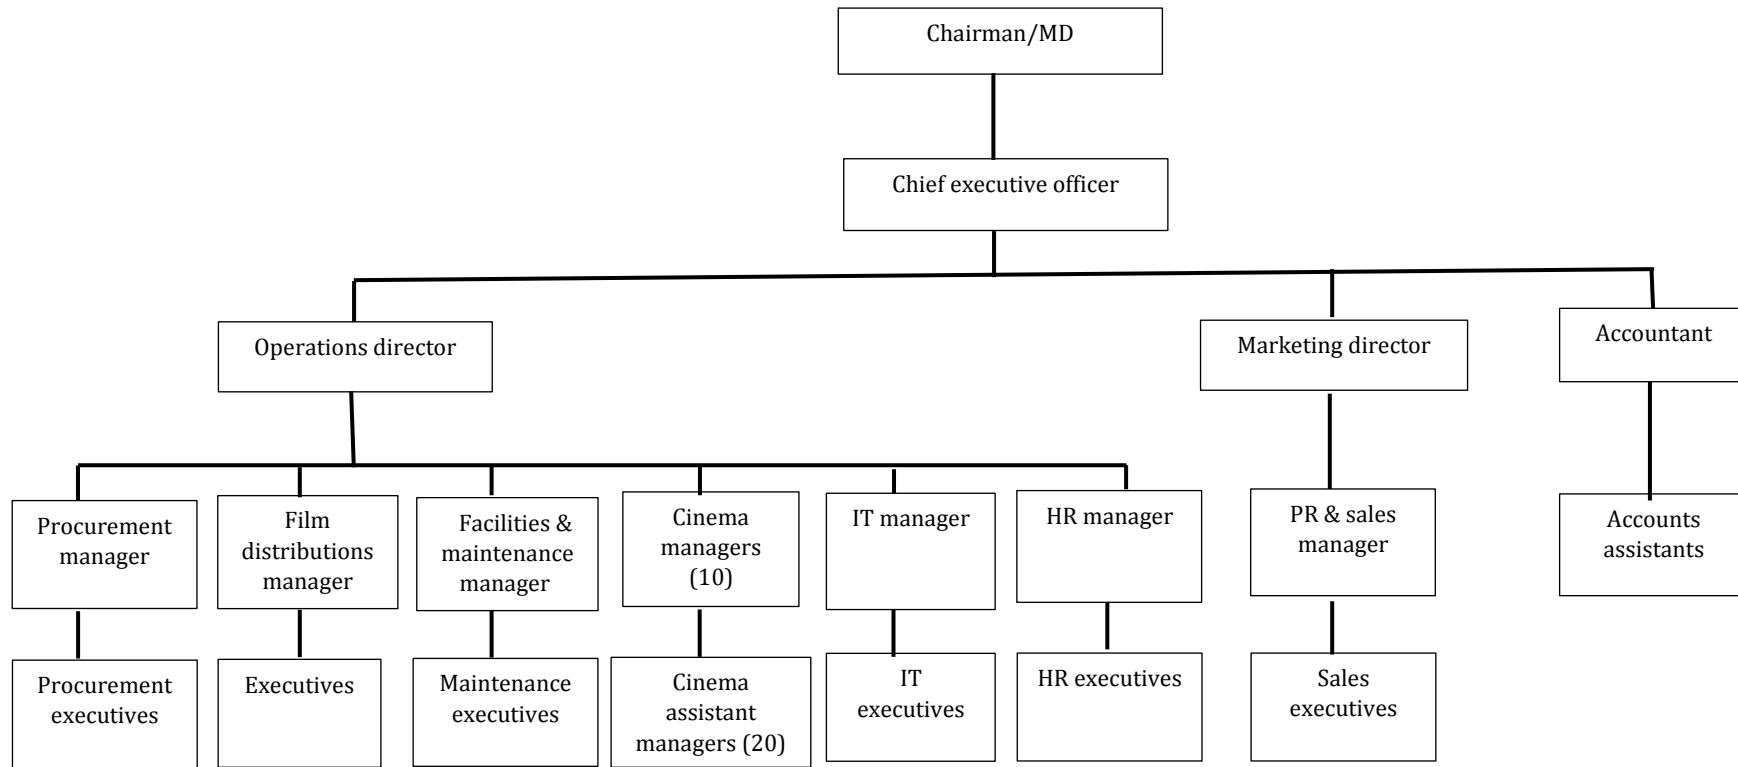 Chairman/MD
Chief executive officer
Operations director
Marketing director
Accountant
Procurement
manager
Film
distributions
manager
Facilities &
maintenance
manager
Cinema
managers
(10)
IT manager
HR manager
PR & sales
manager
Accounts
assistants
Procurement
executives
Executives
Maintenance
executives
Cinema
assistant
managers (20)
IT
executives
HR executives
Sales
executives